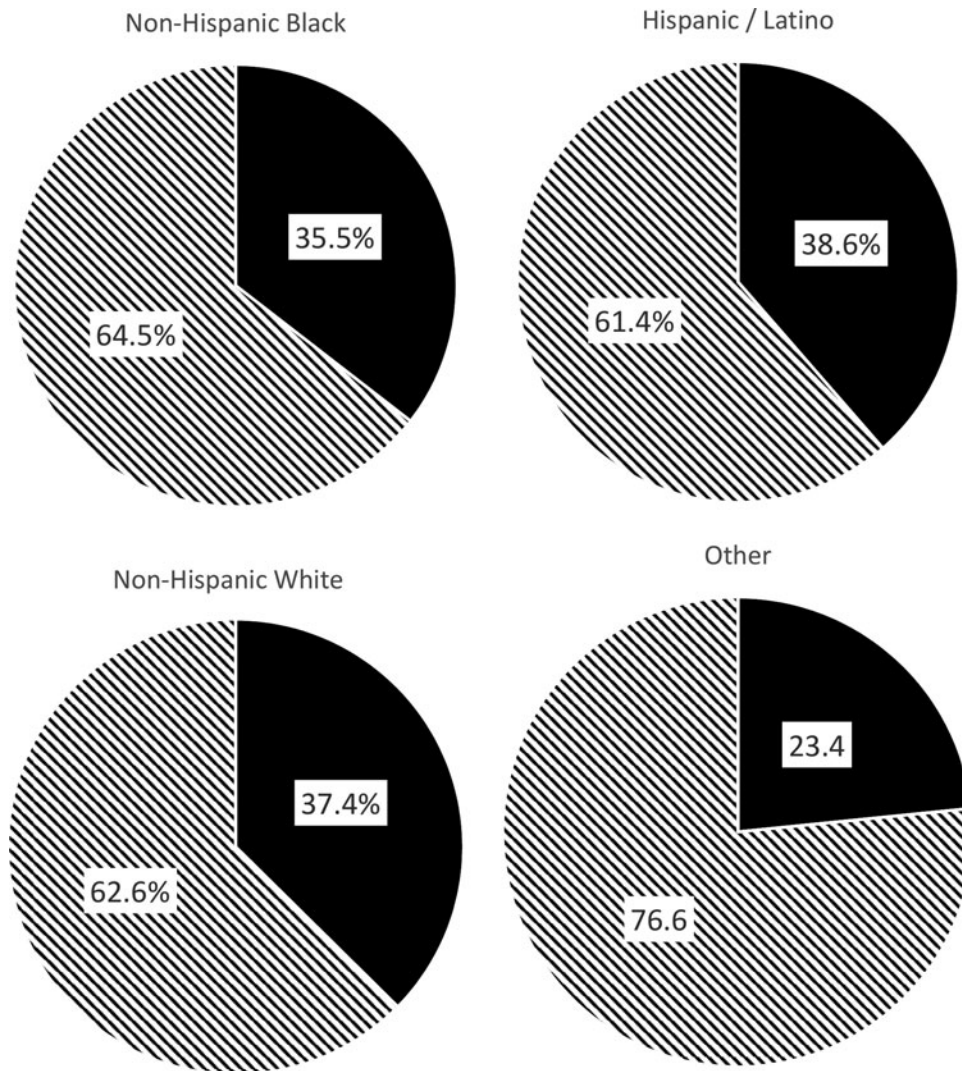 Non-Hispanic Black
35.5%
64.5%
Hispanic / Latino
38.6%
61.4%
Non-Hispanic White
37.4%
62.6%
Other
23.4
76.6